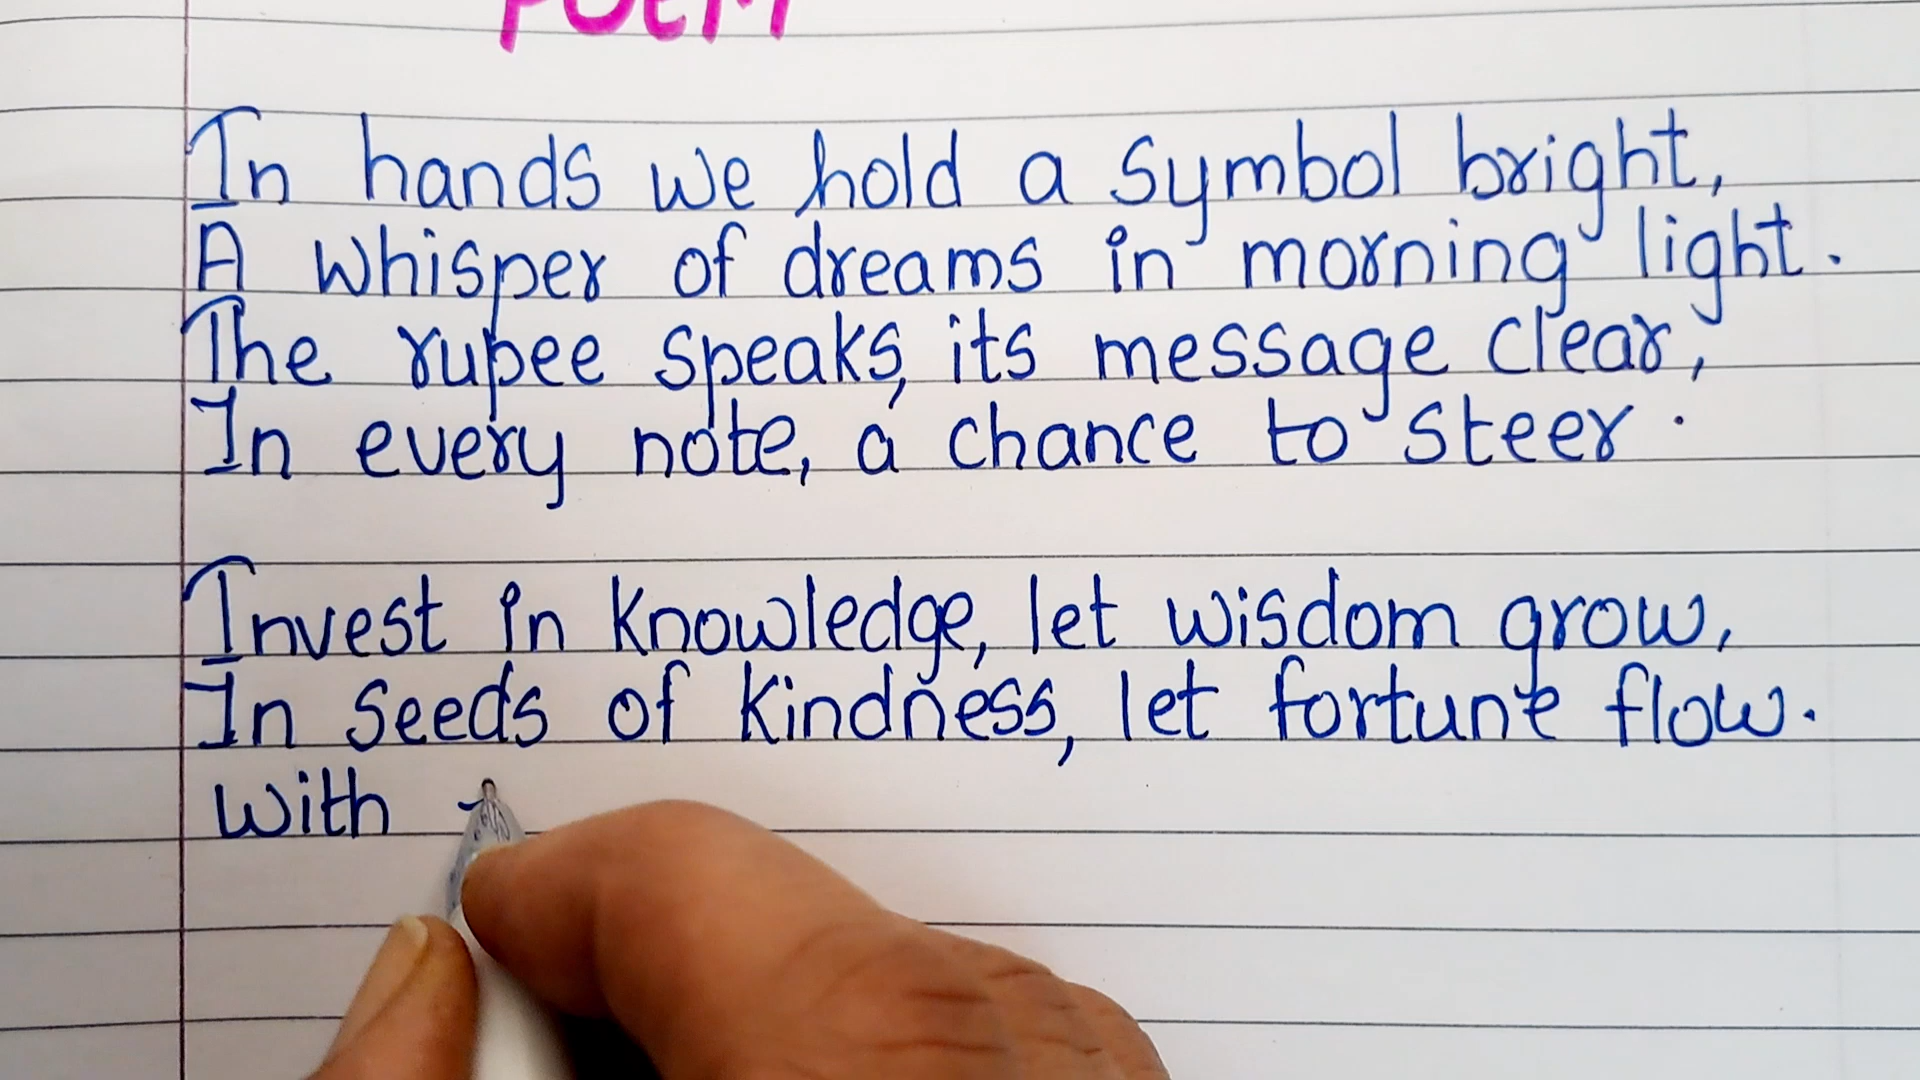 POEM
In hands we hold a symbol bright,
A whisper of dreams in morning light.
The rupee speaks, its message clear,
In every note, a chance to steer.
Invest in knowledge, let wisdom grow,
In seeds of kindness, let fortune flow.
With